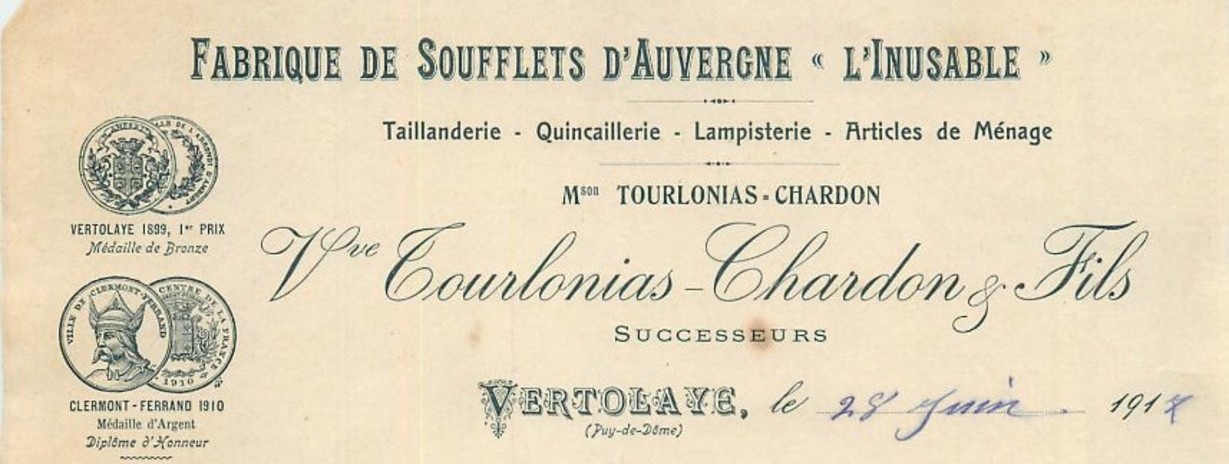 FABRIQUE DE SOUFFLETS D'AUVERGNE « L'INUSABLE »
Taillanderie - Quincaillerie - Lampisterie - Articles de Ménage
Mson TOURLONIAS-CHARDON
Vve Tourlonias-Chardon & Fils
SUCCESSEURS
VERTOLAYE, le 28 Juin 191
(Puy-de-Dôme)
AMBERT
VERTOLAYE 1899, 1er PRIX
Médaille de Bronze
VILLE DE CLERMONT-FERRAND
CENTRE DE LA FRANCE
1910
CLERMONT-FERRAND 1910
Médaille d'Argent
Diplôme d'Honneur